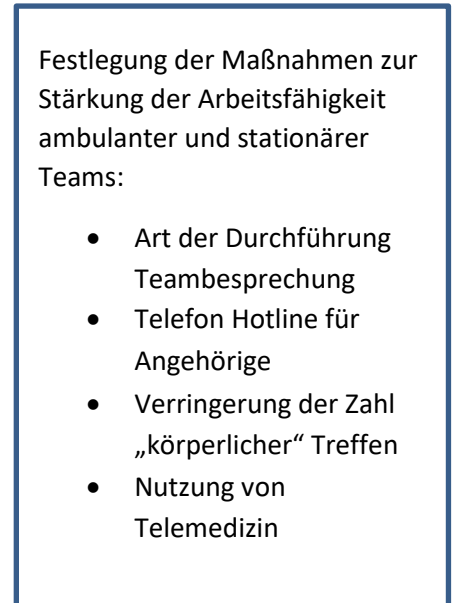 Festlegung der Maßnahmen zur
Stärkung der Arbeitsfähigkeit
ambulanter und stationärer
Teams:
• Art der Durchführung
Teambesprechung
• Telefon Hotline für
Angehörige
• Verringerung der Zahl
„körperlicher“ Treffen
• Nutzung von
Telemedizin